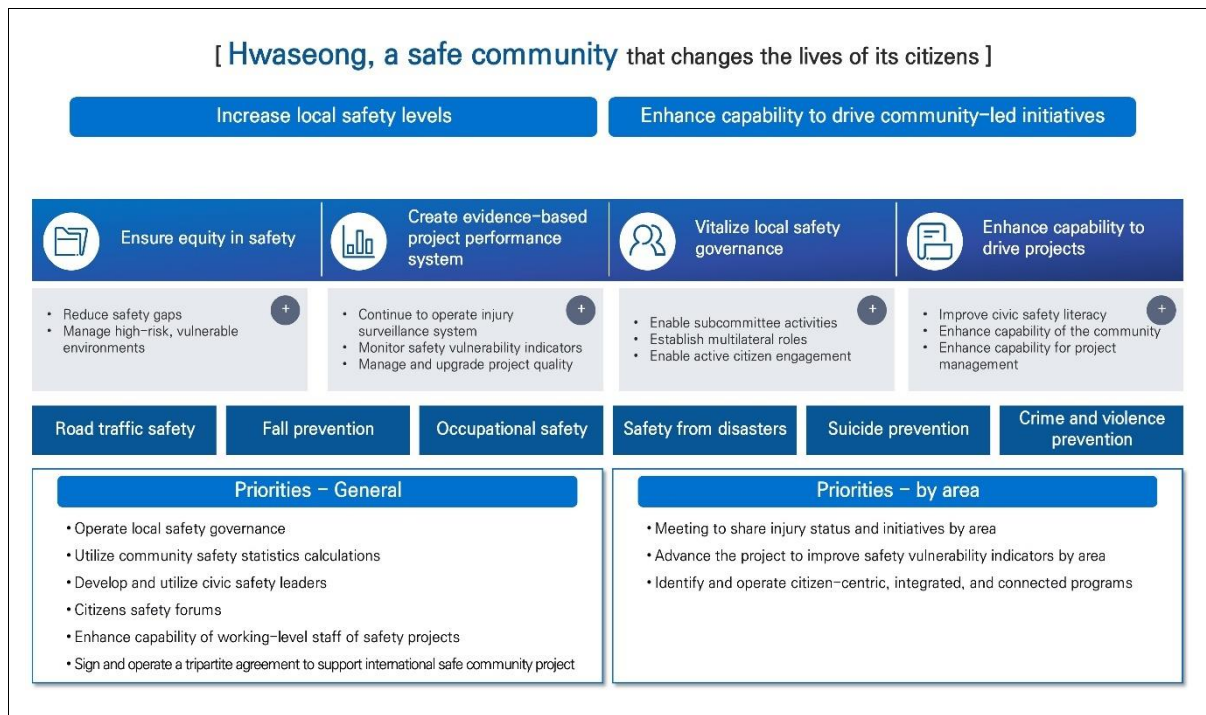 [ Hwaseong, a safe community that changes the lives of its citizens ]
Increase local safety levels
Enhance capability to drive community-led initiatives
Ensure equity in safety
Create evidence-based
project performance
system
Vitalize local safety
governance
Enhance capability to
drive projects
+
• Reduce safety gaps
• Manage high-risk, vulnerable
environments
+
• Continue to operate injury
surveillance system
• Monitor safety vulnerability indicators
• Manage and upgrade project quality
+
• Enable subcommittee activities
• Establish multilateral roles
• Enable active citizen engagement
+
• Improve civic safety literacy
• Enhance capability of the community
• Enhance capability for project
management
Road traffic safety
Fall prevention
Occupational safety
Safety from disasters
Suicide prevention
Crime and violence
prevention
Priorities - General
• Operate local safety governance
• Utilize community safety statistics calculations
• Develop and utilize civic safety leaders
• Citizens safety forums
• Enhance capability of working-level staff of safety projects
• Sign and operate a tripartite agreement to support international safe community project
Priorities - by area
• Meeting to share injury status and initiatives by area
• Advance the project to improve safety vulnerability indicators by area
• Identify and operate citizen-centric, integrated, and connected programs